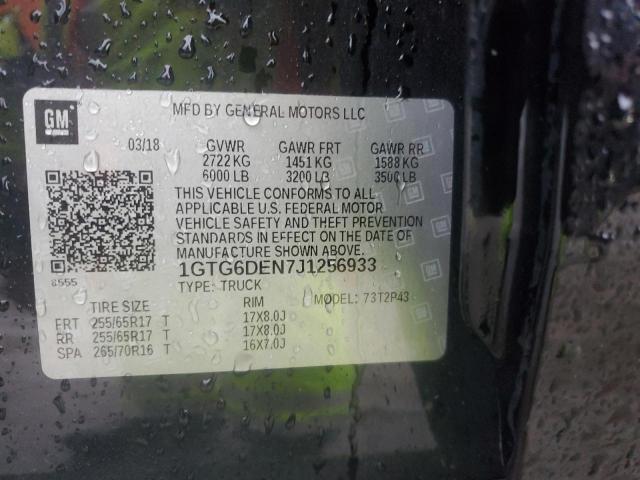 GM
MFD BY GENERAL MOTORS LLC
03/18 GVWR GAWR FRT GAWR RR
2722 KG 1451 KG 1588 KG
6000 LB 3200 LB 3500 LB
THIS VEHICLE CONFORMS TO ALL
APPLICABLE U.S. FEDERAL MOTOR
VEHICLE SAFETY AND THEFT PREVENTION
STANDARDS IN EFFECT ON THE DATE OF
MANUFACTURE SHOWN ABOVE.
8555 1GTG6DEN7J1256933
TYPE: TRUCK MODEL: 73T2P43
TIRE SIZE RIM
FRT 255/65R17 T 17X8.0J
RR 255/65R17 T 17X8.0J
SPA 265/70R16 T 16X7.0J